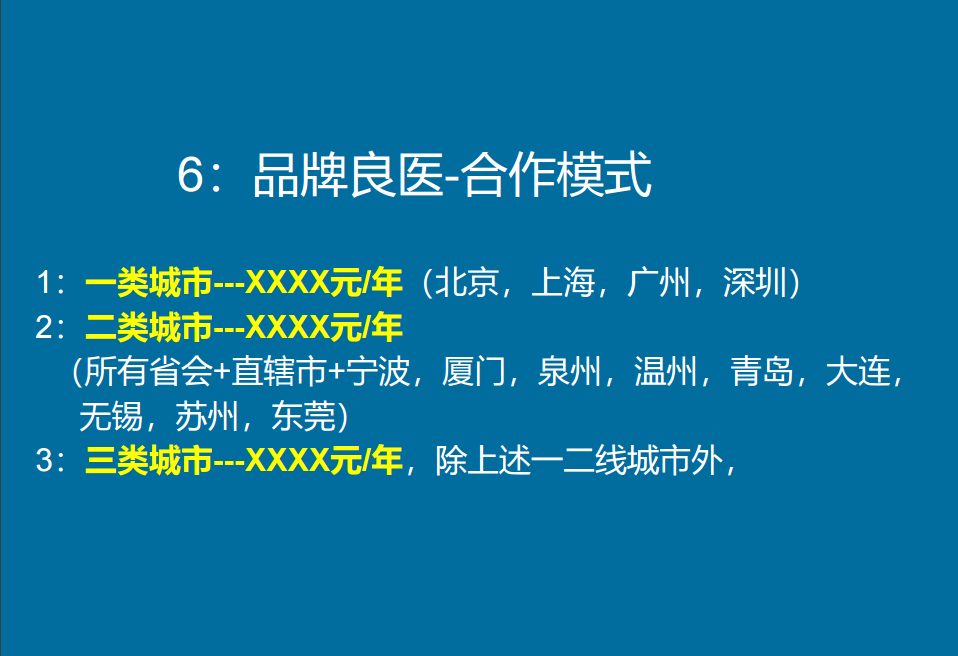 6：品牌良医-合作模式
1：一类城市---XXXX元/年（北京，上海，广州，深圳）
2：二类城市---XXXX元/年
（所有省会+直辖市+宁波，厦门，泉州，温州，青岛，大连，
无锡，苏州，东莞）
3：三类城市---XXXX元/年，除上述一二线城市外，